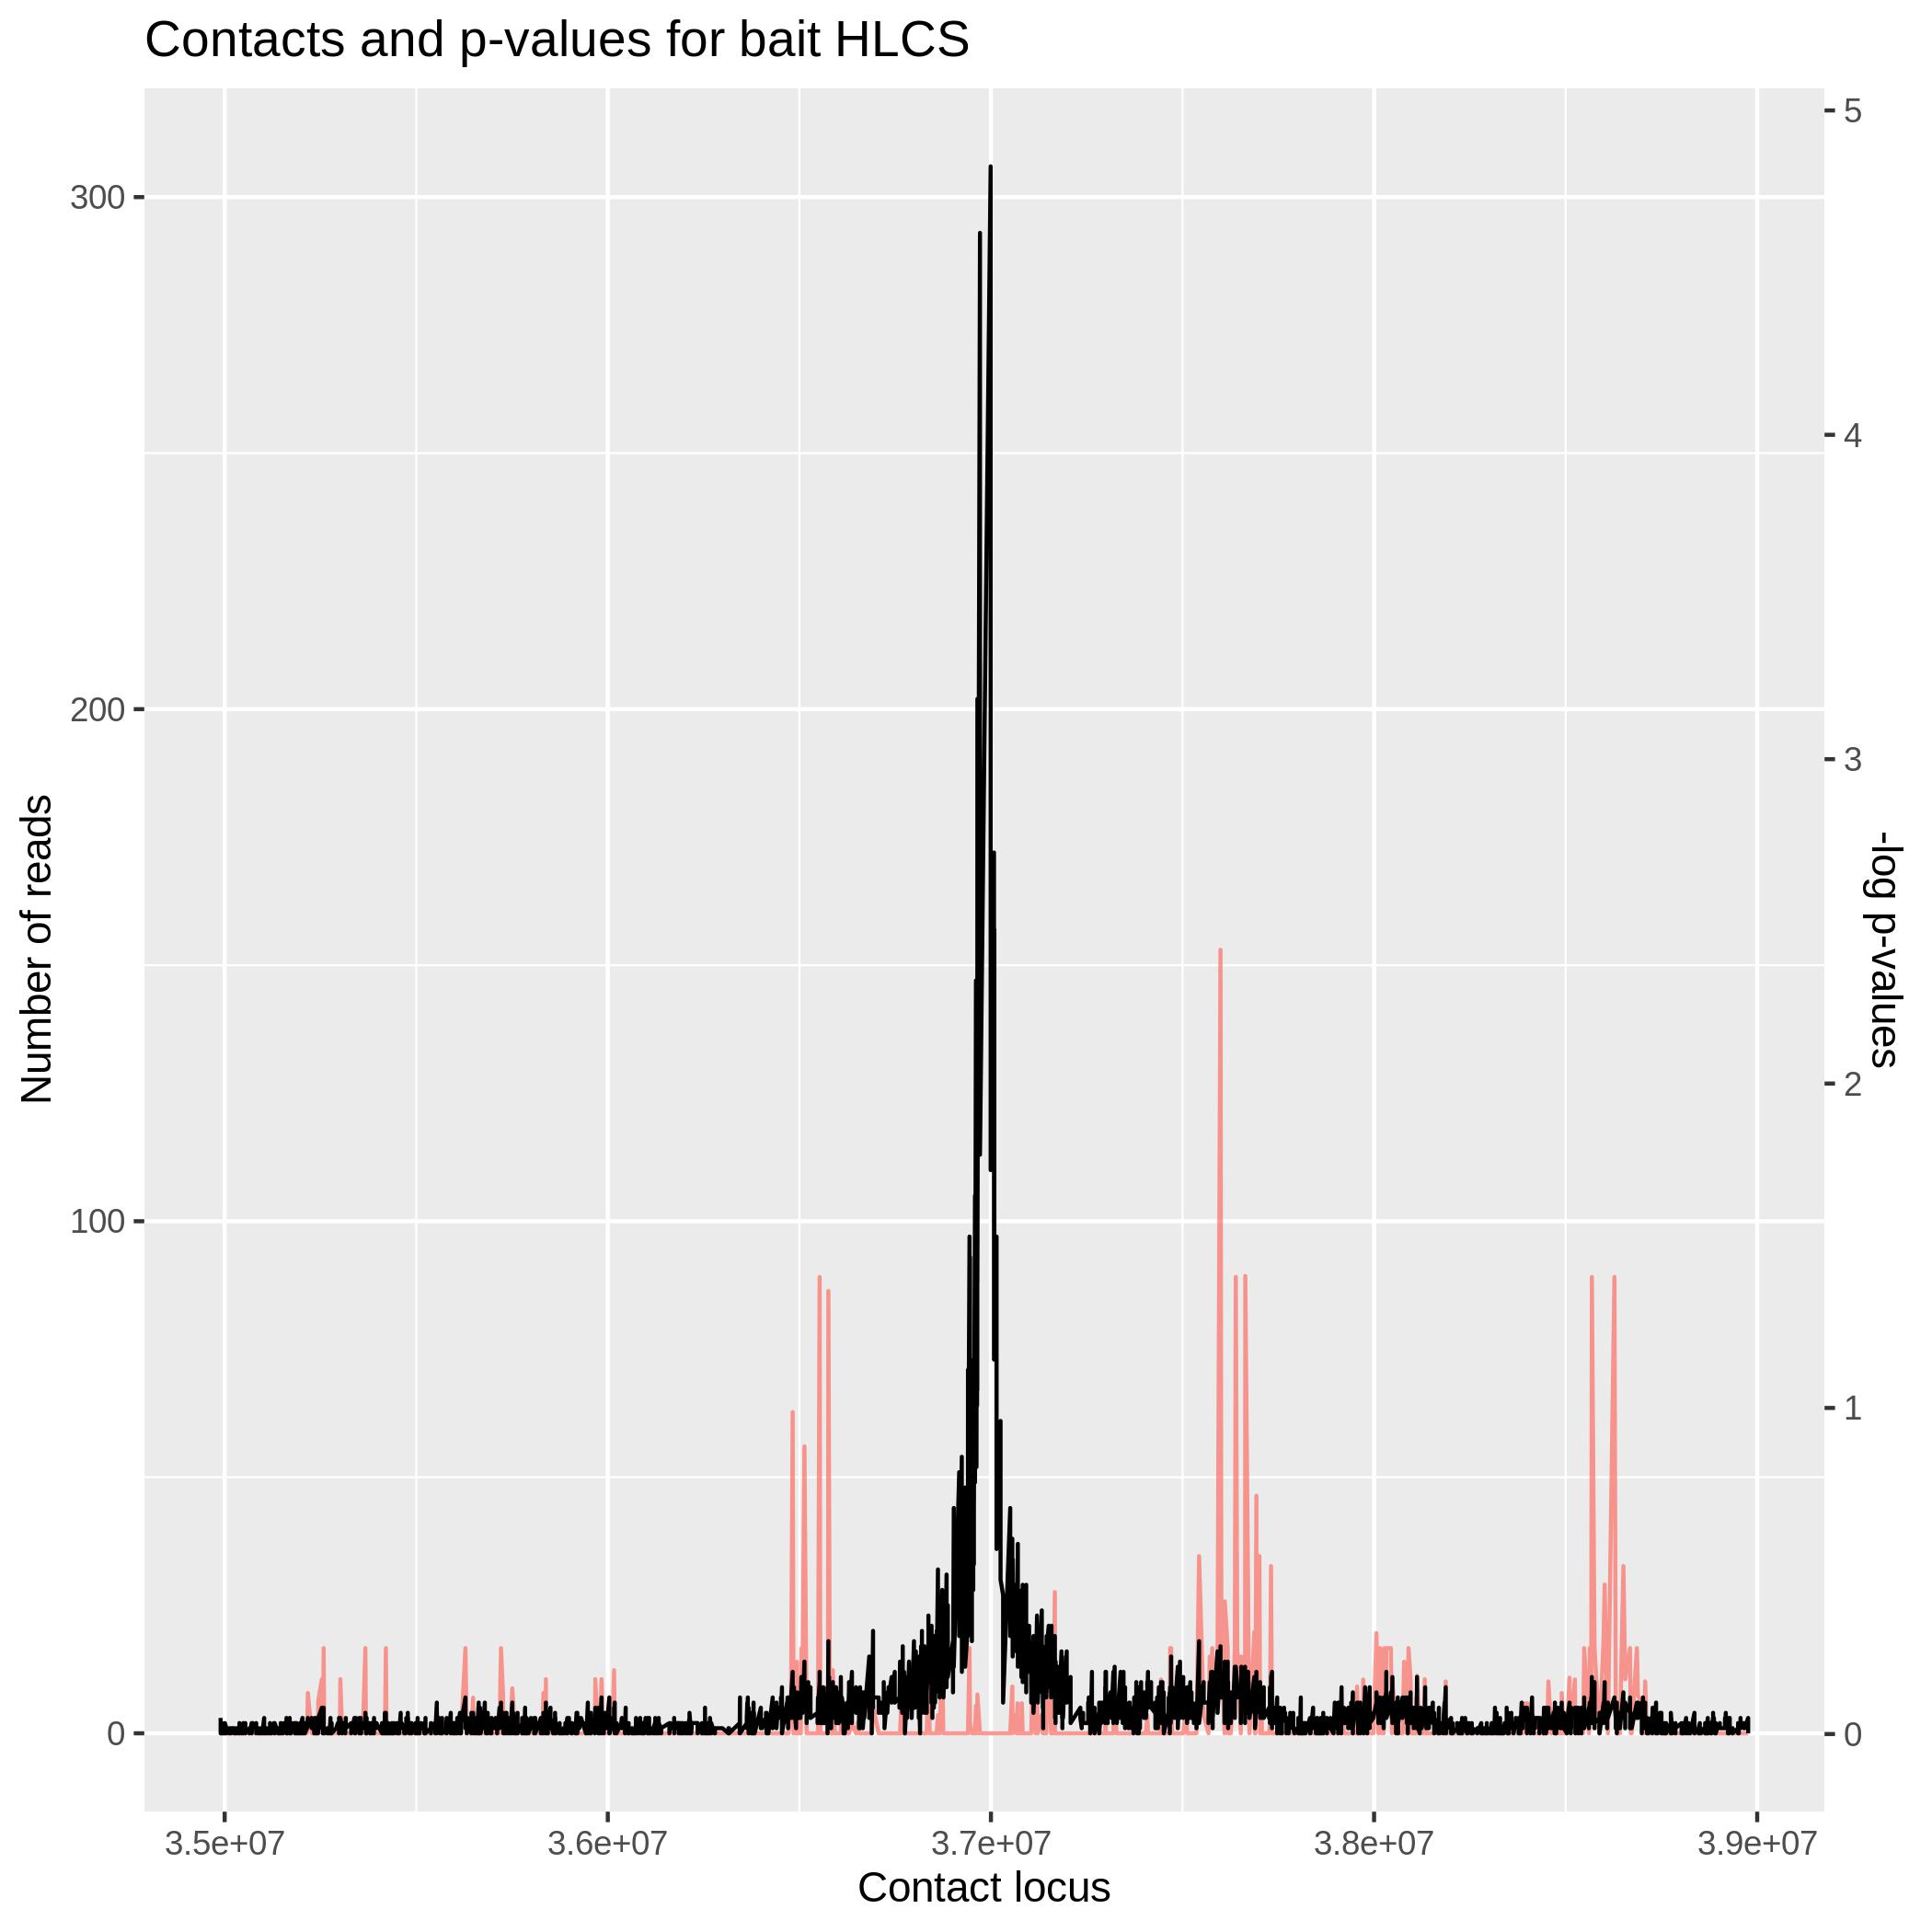 Contacts and p-values for bait HLCS
300
200
100
0
Number of reads
5
4
3
2
1
0
-log p-values
3.5e+07
3.6e+07
3.7e+07
3.8e+07
3.9e+07
Contact locus